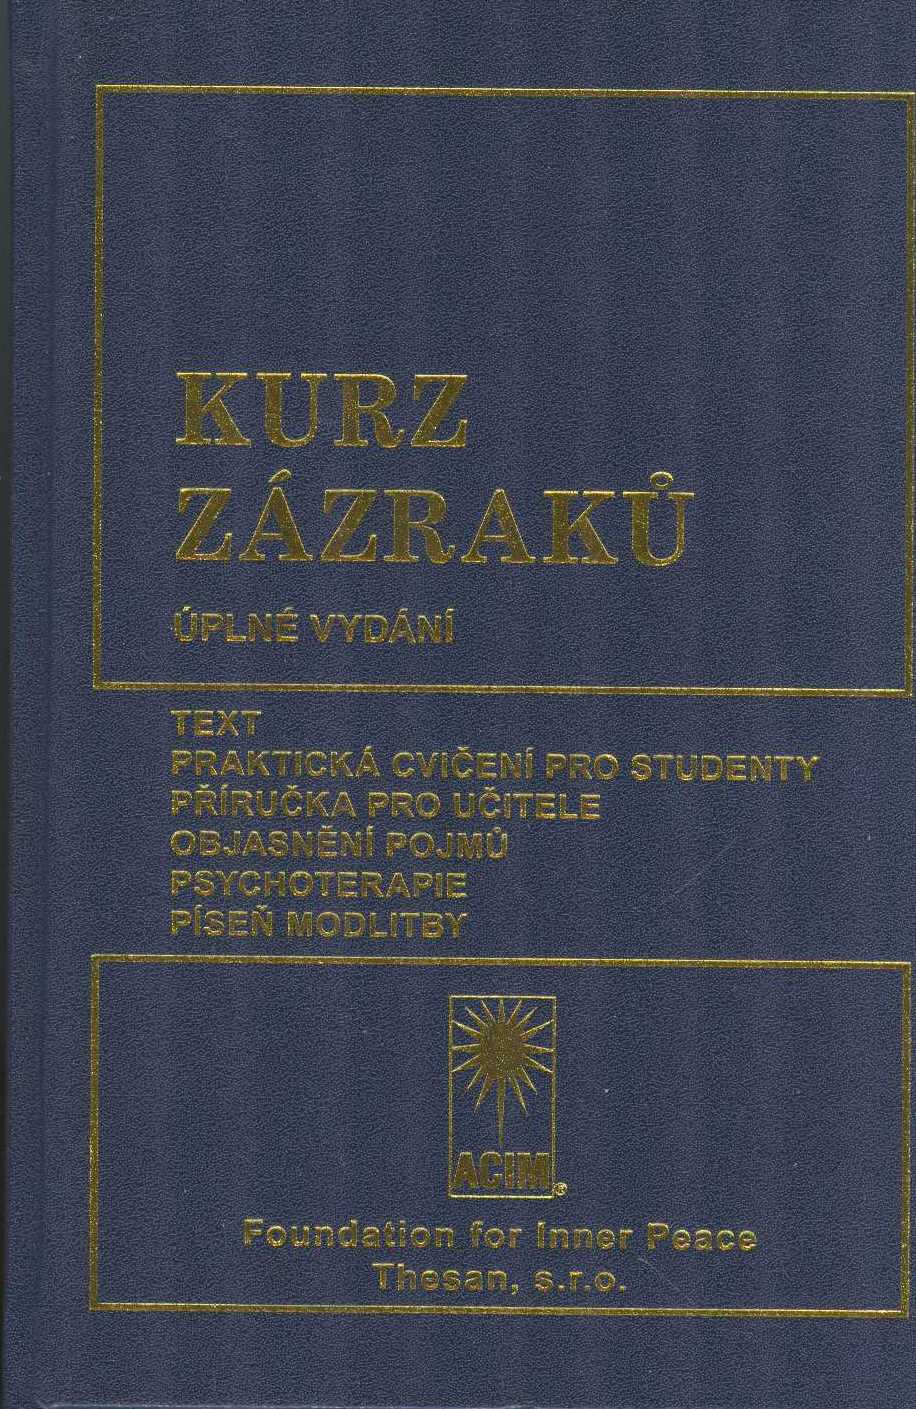 KURZ
ZÁZRAKŮ
ÚPLNÉ VYDÁNÍ
TEXT
PRAKTICKÁ CVIČENÍ PRO STUDENTY
PŘÍRUČKA PRO UČITELE
OBJASNĚNÍ POJMŮ
PSYCHOTERAPIE
PÍSEŇ MODLITBY
ACIM®
Foundation for Inner Peace
Thesan, s.r.o.